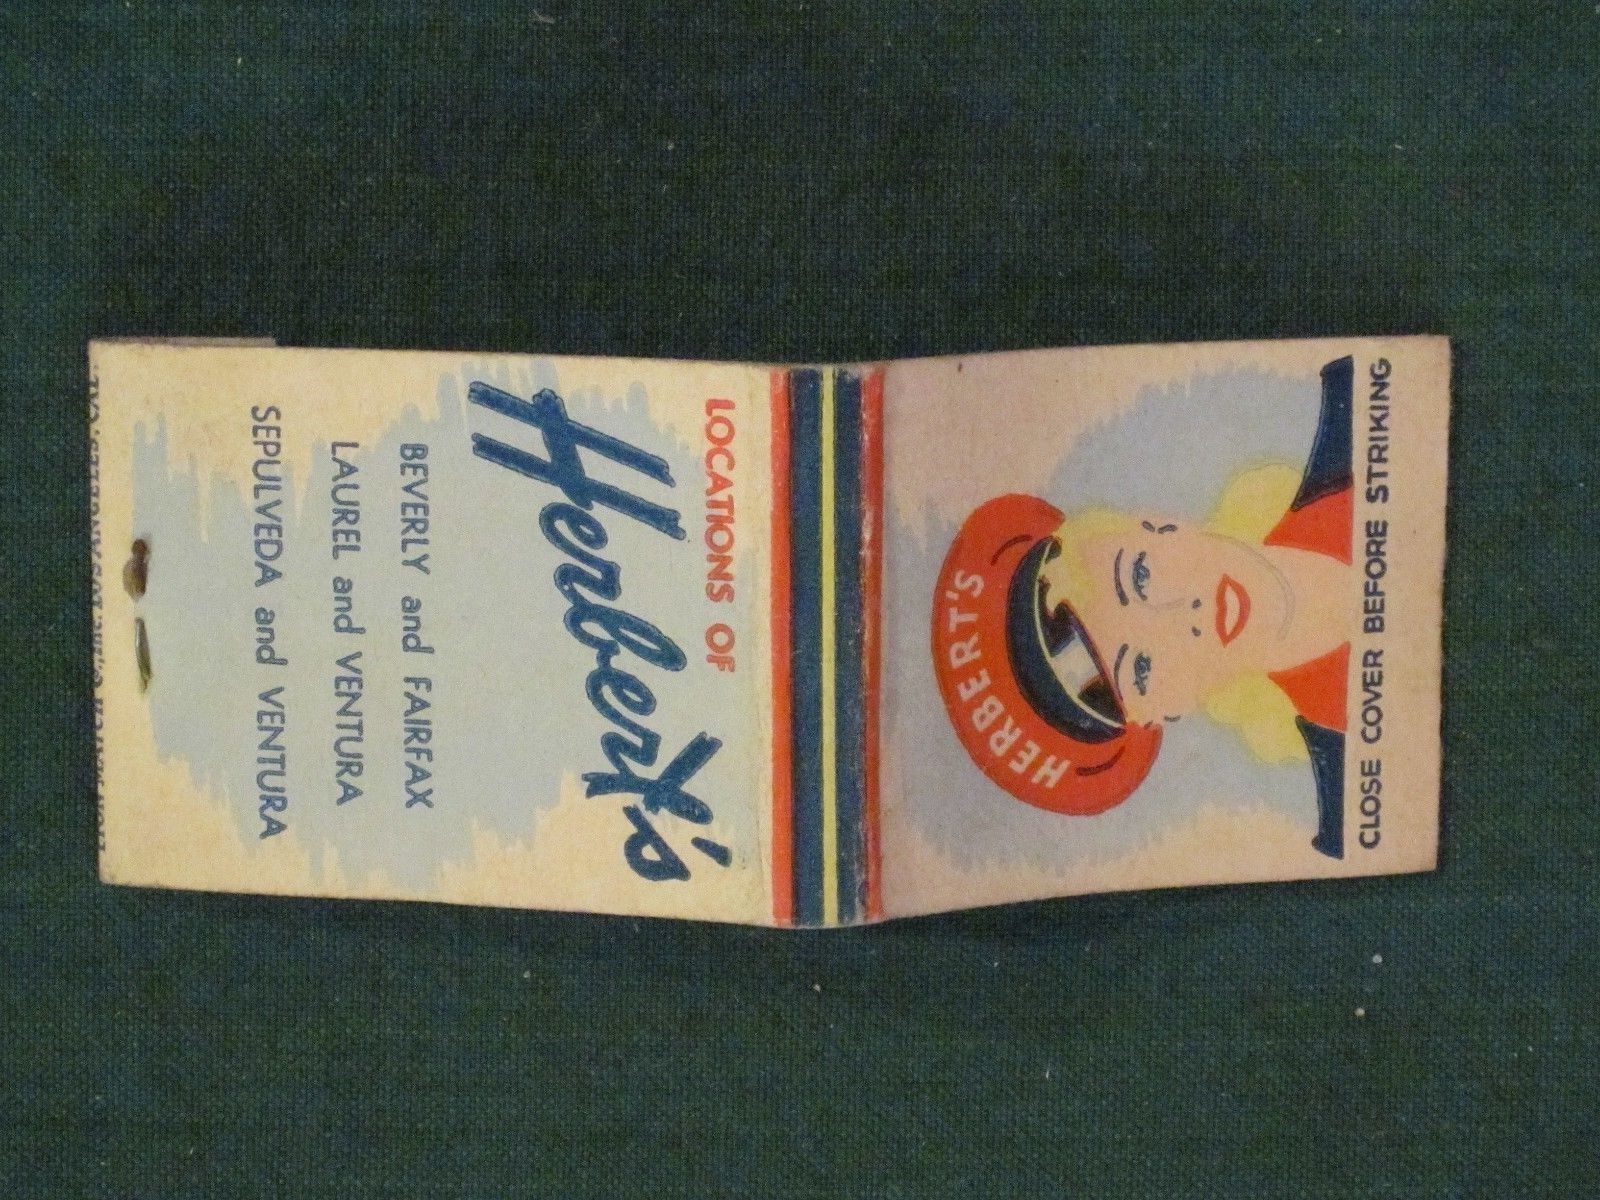 LOCATIONS OF
Herbert's
BEVERLY and FAIRFAX
LAUREL and VENTURA
SEPULVEDA and VENTURA
HERBERT'S
CLOSE COVER BEFORE STRIKING